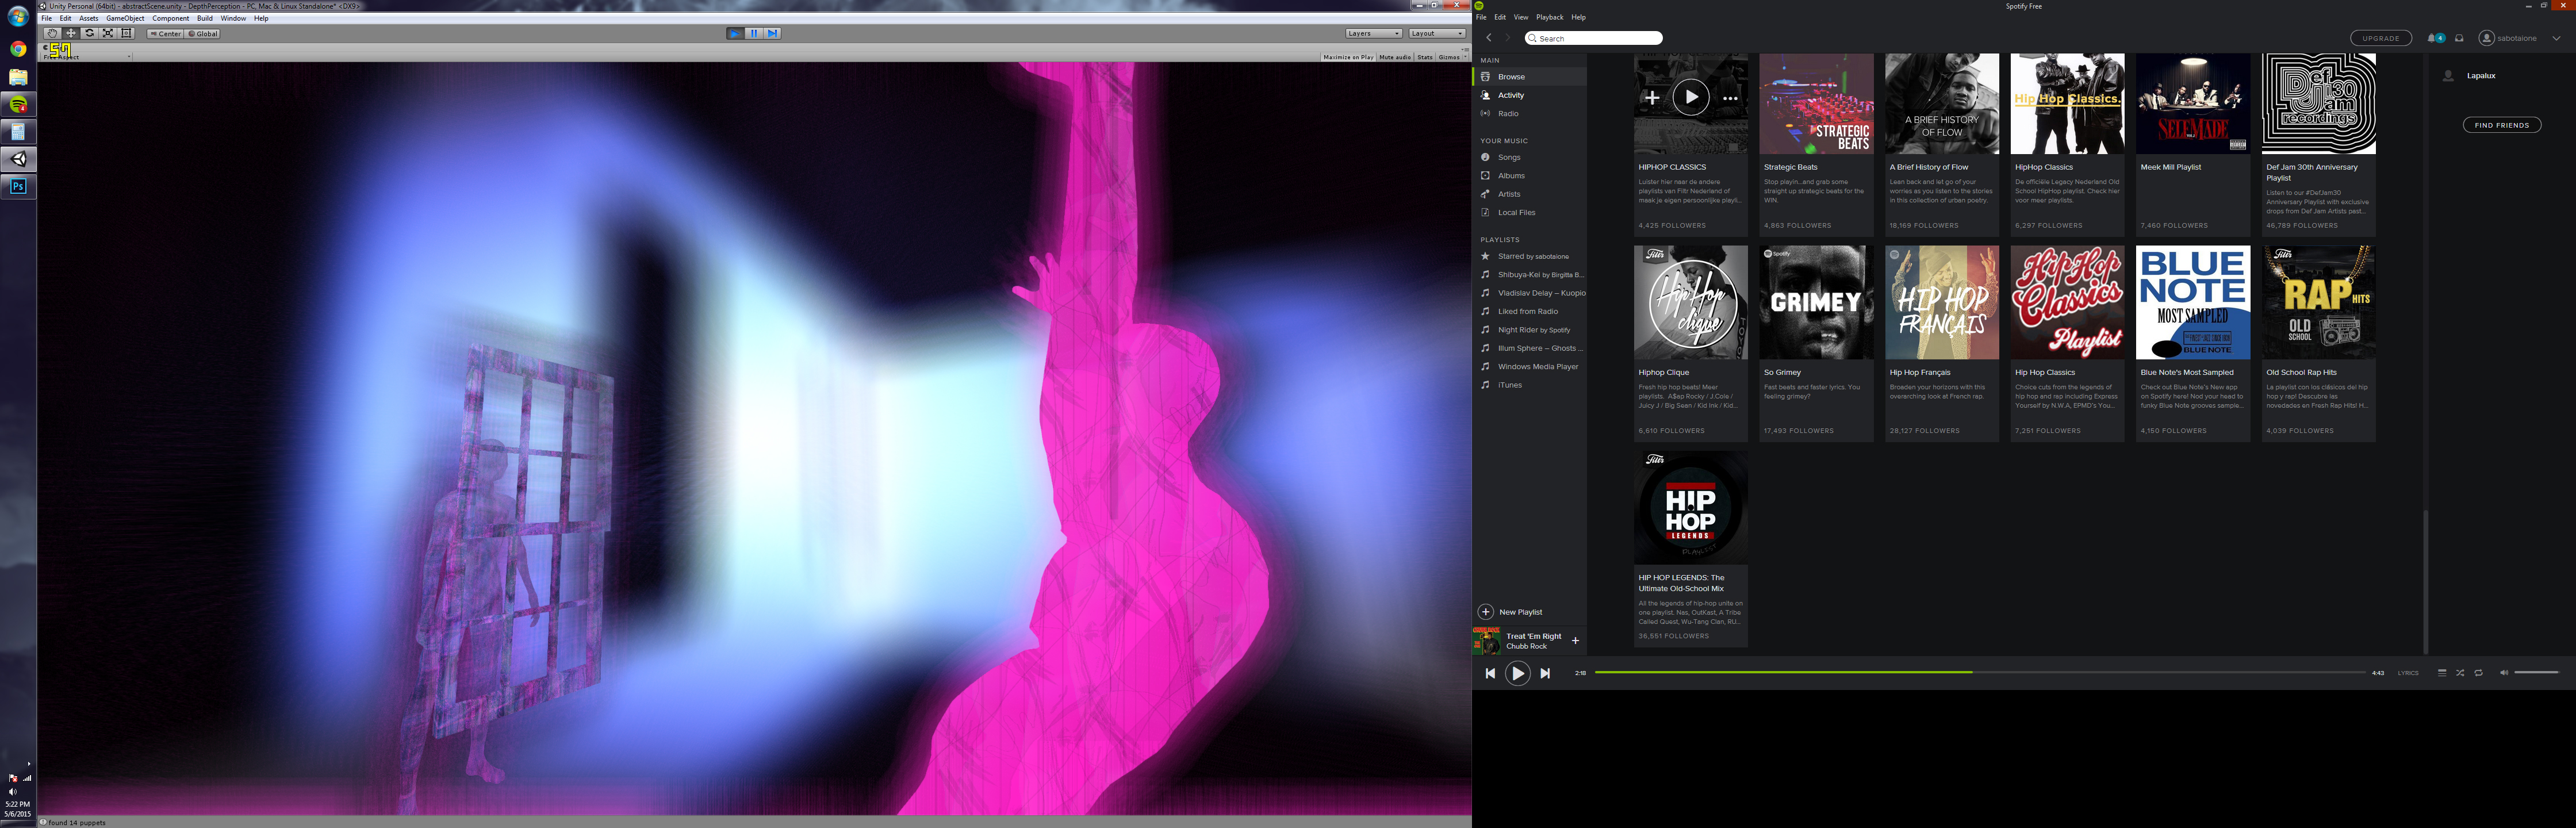 Unity Personal (64bit) - abstractScene.unity - DepthPerception - PC, Mac & Linux Standalone* <DX9>
File Edit Assets GameObject Component Build Window Help
Center Global
Layers Layout
57
Free Aspect
Maximize on Play Mute audio Stats Gizmos
found 14 puppets
Ps
5:22 PM
5/6/2015
Spotify Free
File Edit View Playback Help
Search
UPGRADE
4
sabotaione
MAIN
Browse
Activity
Radio
YOUR MUSIC
Songs
Albums
Artists
Local Files
PLAYLISTS
Starred by sabotaione
Shibuya-Kei by Birgitta B...
Vladislav Delay – Kuopio
Liked from Radio
Night Rider by Spotify
Illum Sphere – Ghosts ...
Windows Media Player
iTunes
New Playlist
Treat 'Em Right
Chubb Rock
HIPHOP CLASSICS
Luister hier naar de andere
playlists van Filtr Nederland of
maak je eigen persoonlijke playli...
4,425 FOLLOWERS
STRATEGIC
BEATS
Strategic Beats
Stop playin...and grab some
straight up strategic beats for the
WIN.
4,863 FOLLOWERS
A BRIEF HISTORY
OF FLOW
A Brief History of Flow
Lean back and let go of your
worries as you listen to the stories
in this collection of urban poetry.
18,169 FOLLOWERS
Hip Hop Classics.
HipHop Classics
De officiële Legacy Nederland Old
School HipHop playlist. Check hier
voor meer playlists.
5,297 FOLLOWERS
SELF MADE
Meek Mill Playlist
7,460 FOLLOWERS
Def
Jam 30
recordings
Def Jam 30th Anniversary
Playlist
Listen to our #DefJam30
Anniversary Playlist with exclusive
drops from Def Jam Artists past...
46,789 FOLLOWERS
Filtr
Hip Hop
clique
Hiphop Clique
Fresh hip hop beats! Meer
playlists. A$ap Rocky / J.Cole /
Juicy J / Big Sean / Kid Ink / Kid...
6,610 FOLLOWERS
Spotify
GRIMEY
So Grimey
Fast beats and faster lyrics. You
feeling grimey?
17,493 FOLLOWERS
HIP HOP
FRANÇAIS
Hip Hop Français
Broaden your horizons with this
overarching look at French rap.
28,127 FOLLOWERS
Hip Hop
Classics
Playlist
Hip Hop Classics
Choice cuts from the legends of
hip hop and rap including Express
Yourself by N.W.A, EPMD's You...
7,251 FOLLOWERS
BLUE
NOTE
MOST SAMPLED
BLUE NOTE
Blue Note's Most Sampled
Check out Blue Note's New app
on Spotify here! Nod your head to
funky Blue Note grooves sample...
4,150 FOLLOWERS
Filtr
RAP HITS
OLD
SCHOOL
Old School Rap Hits
La playlist con los clásicos del hip
hop y rap! Descubre las
novedades en Fresh Rap Hits! H...
4,039 FOLLOWERS
Filtr
HIP
HOP
LEGENDS
PLAYLIST
HIP HOP LEGENDS: The
Ultimate Old-School Mix
All the legends of hip-hop unite on
one playlist. Nas, OutKast, A Tribe
Called Quest, Wu-Tang Clan, RU...
36,551 FOLLOWERS
Lapalux
FIND FRIENDS
2:18
4:43
LYRICS